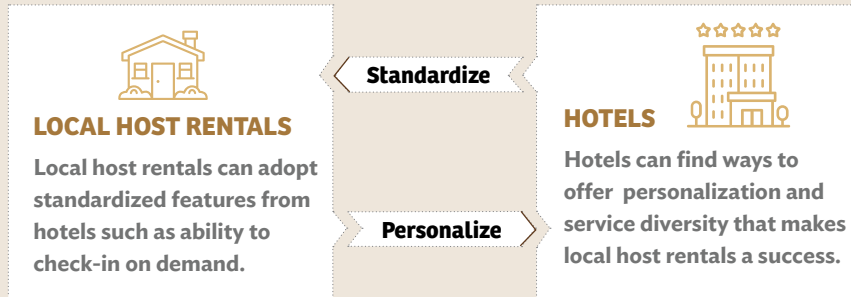 LOCAL HOST RENTALS
Local host rentals can adopt
standardized features from
hotels such as ability to
check-in on demand.
Standardize
Personalize
HOTELS
Hotels can find ways to
offer personalization and
service diversity that makes
local host rentals a success.